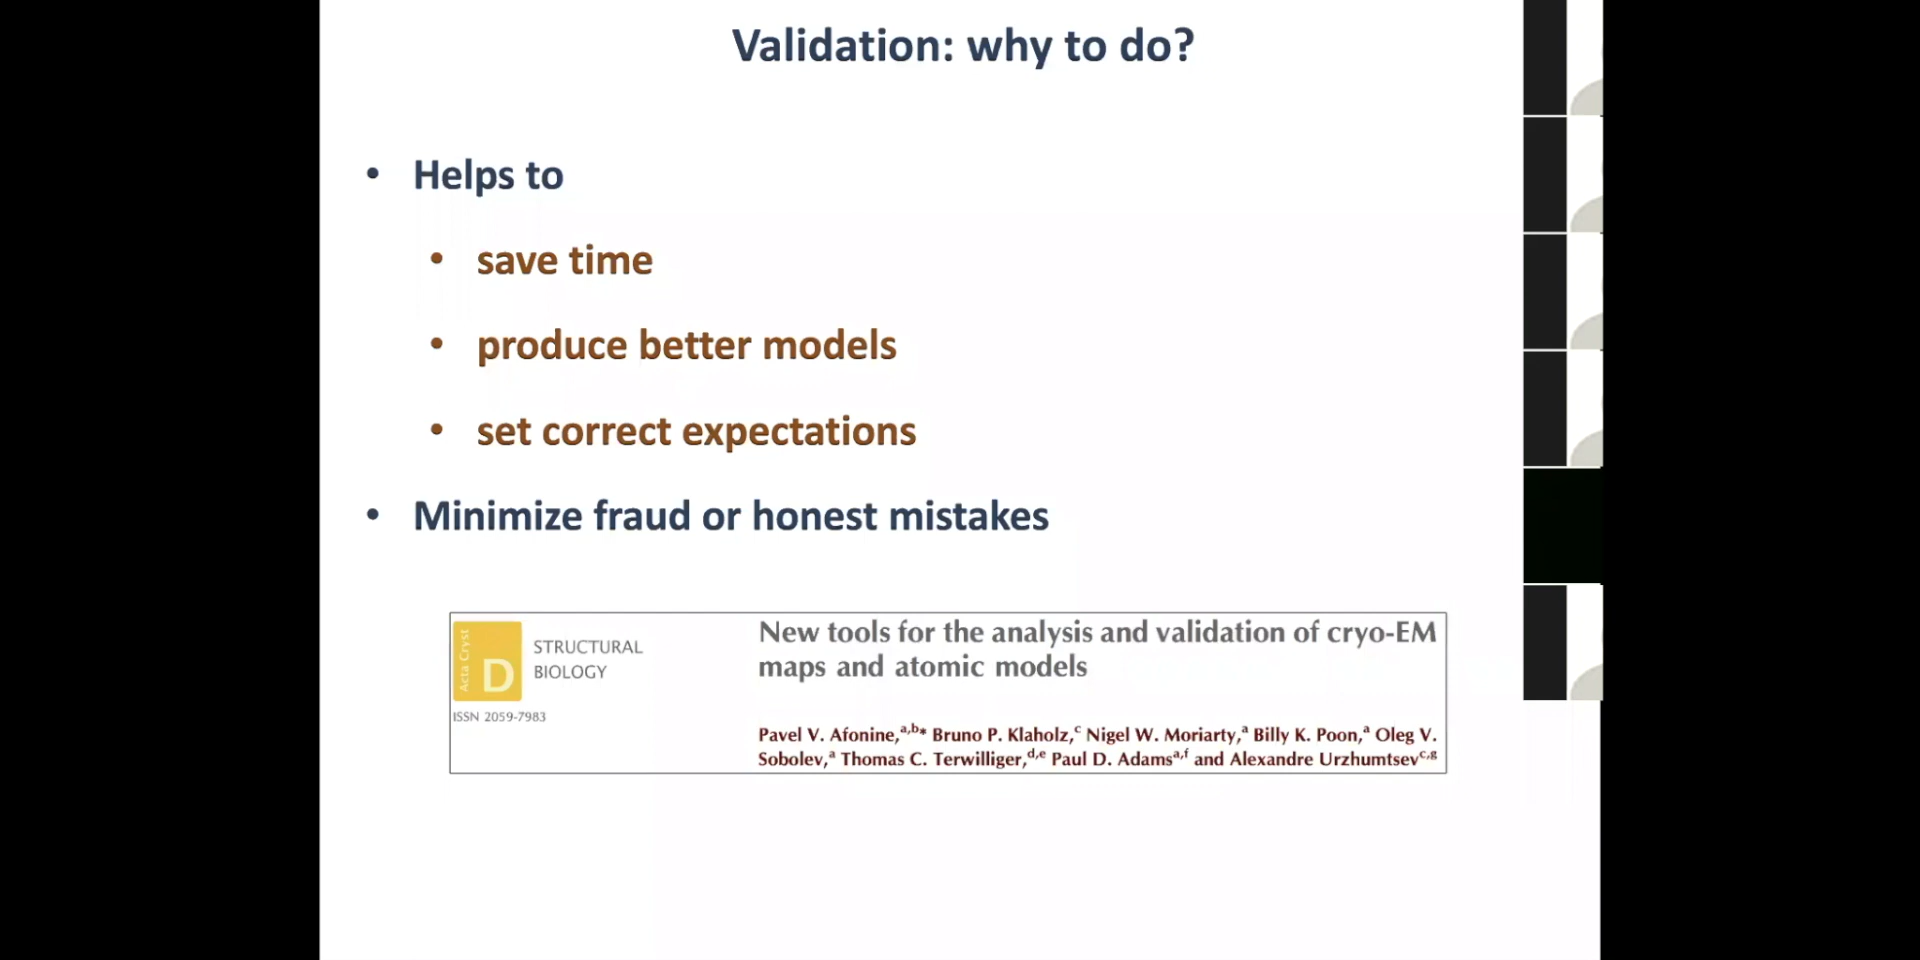 Validation: why to do?
• Helps to
• save time
• produce better models
• set correct expectations
• Minimize fraud or honest mistakes
Acta Cryst
D
STRUCTURAL
BIOLOGY
ISSN 2059-7983
New tools for the analysis and validation of cryo-EM
maps and atomic models
Pavel V. Afonine,a,b* Bruno P. Klaholz,c Nigel W. Moriarty,a Billy K. Poon,a Oleg V.
Sobolev,a Thomas C. Terwilliger,d,e Paul D. Adamsa,f and Alexandre Urzhumtsevc,g